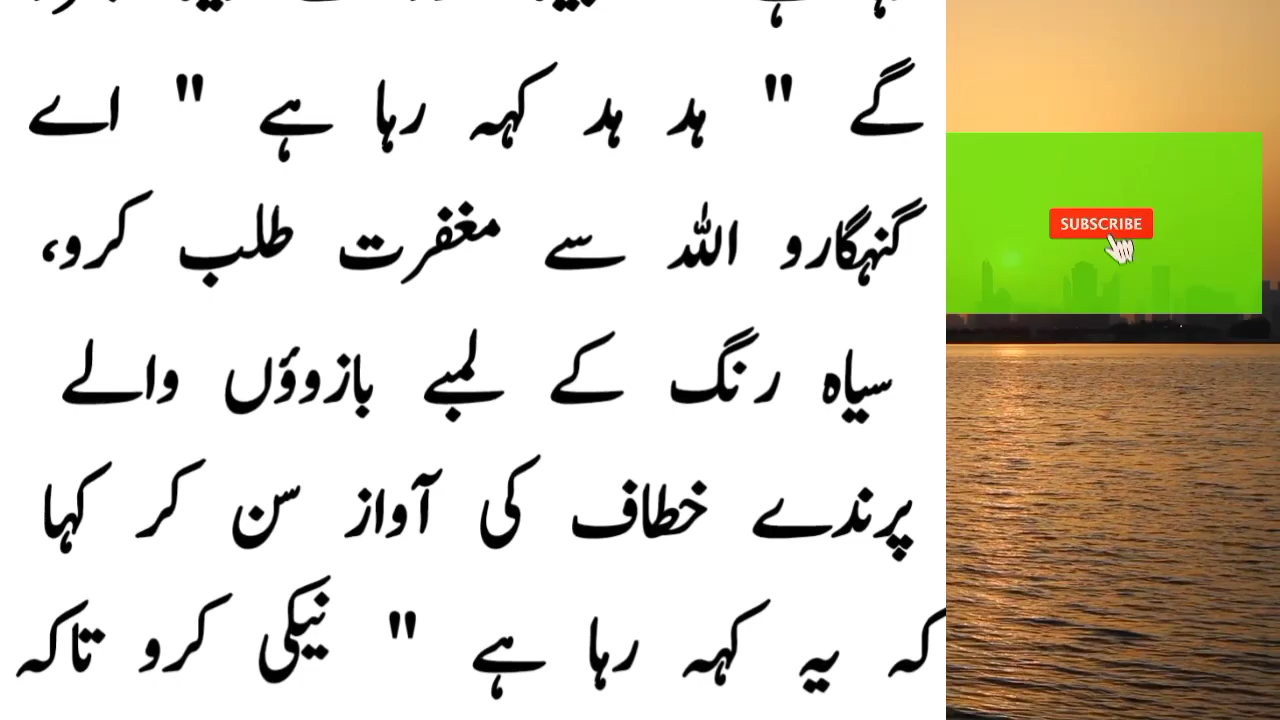 گے " ہد ہد کہہ رہا ہے " اے
گنہگارو اللہ سے مغفرت طلب کرو،
سیاہ رنگ کے لمبے بازوؤں والے
پرندے خطاف کی آواز سن کر کہا
کہ یہ کہہ رہا ہے " نیکی کرو تاکہ
SUBSCRIBE